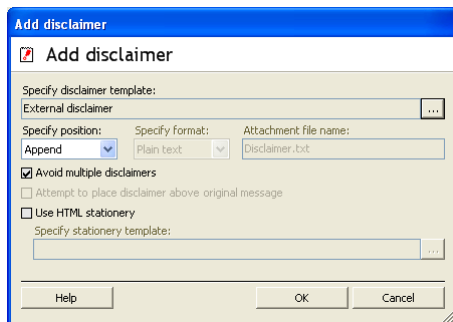 Add disclaimer
Add disclaimer
Specify disclaimer template:
External disclaimer
...
Specify position: Specify format: Attachment file name:
Append Plain text Disclaimer.txt
Avoid multiple disclaimers
Attempt to place disclaimer above original message
Use HTML stationery
Specify stationery template:
...
Help OK Cancel